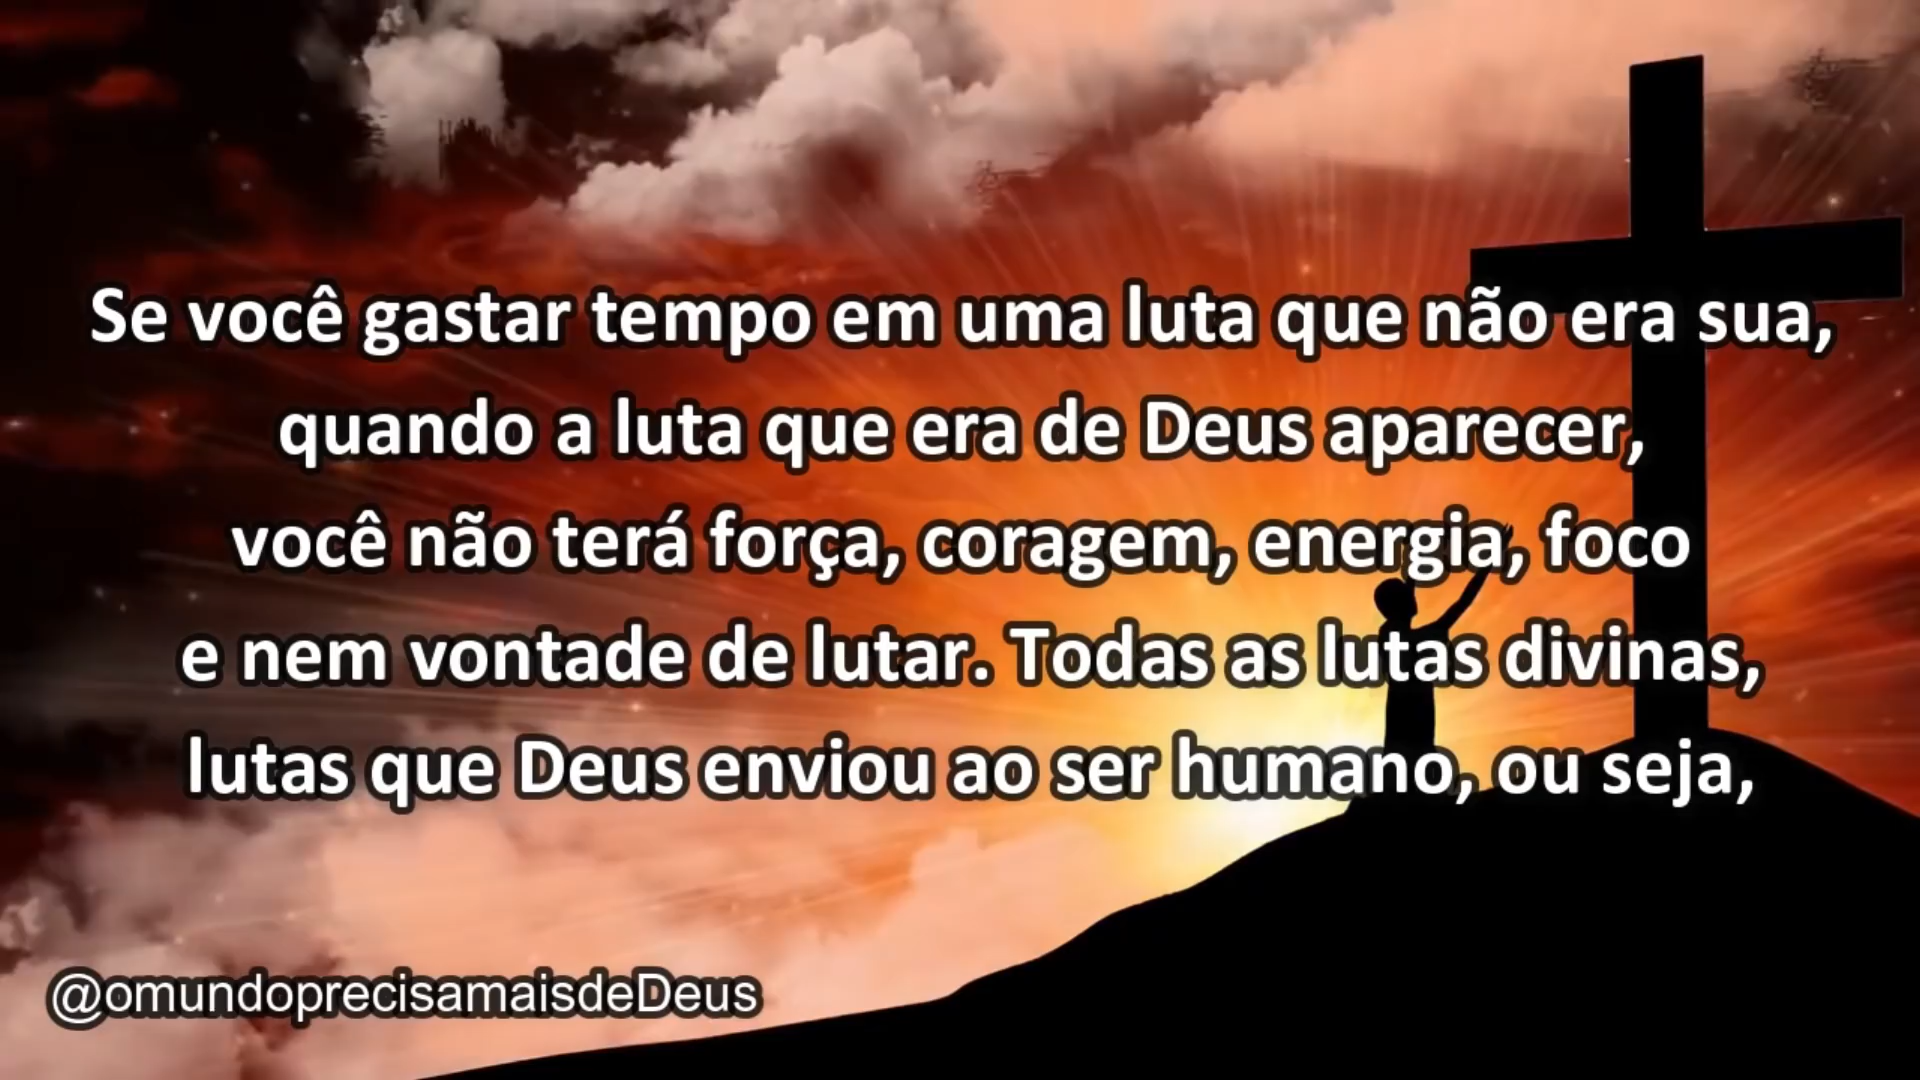 Se você gastar tempo em uma luta que não era sua,
quando a luta que era de Deus aparecer,
você não terá força, coragem, energia, foco
e nem vontade de lutar. Todas as lutas divinas,
lutas que Deus enviou ao ser humano, ou seja,
@omundoprecisamaisdeDeus